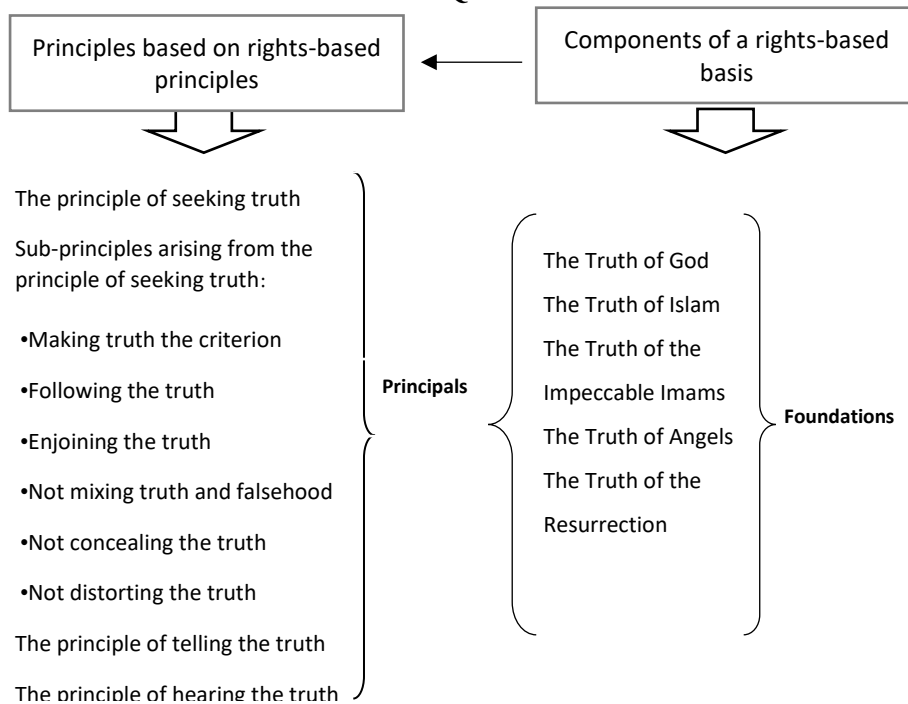 Principles based on rights-based
principles
Components of a rights-based
basis
The principle of seeking truth
Sub-principles arising from the
principle of seeking truth:
•Making truth the criterion
•Following the truth
•Enjoining the truth
•Not mixing truth and falsehood
•Not concealing the truth
•Not distorting the truth
The principle of telling the truth
The principle of hearing the truth
Principals
The Truth of God
The Truth of Islam
The Truth of the
Impeccable Imams
The Truth of Angels
The Truth of the
Resurrection
Foundations